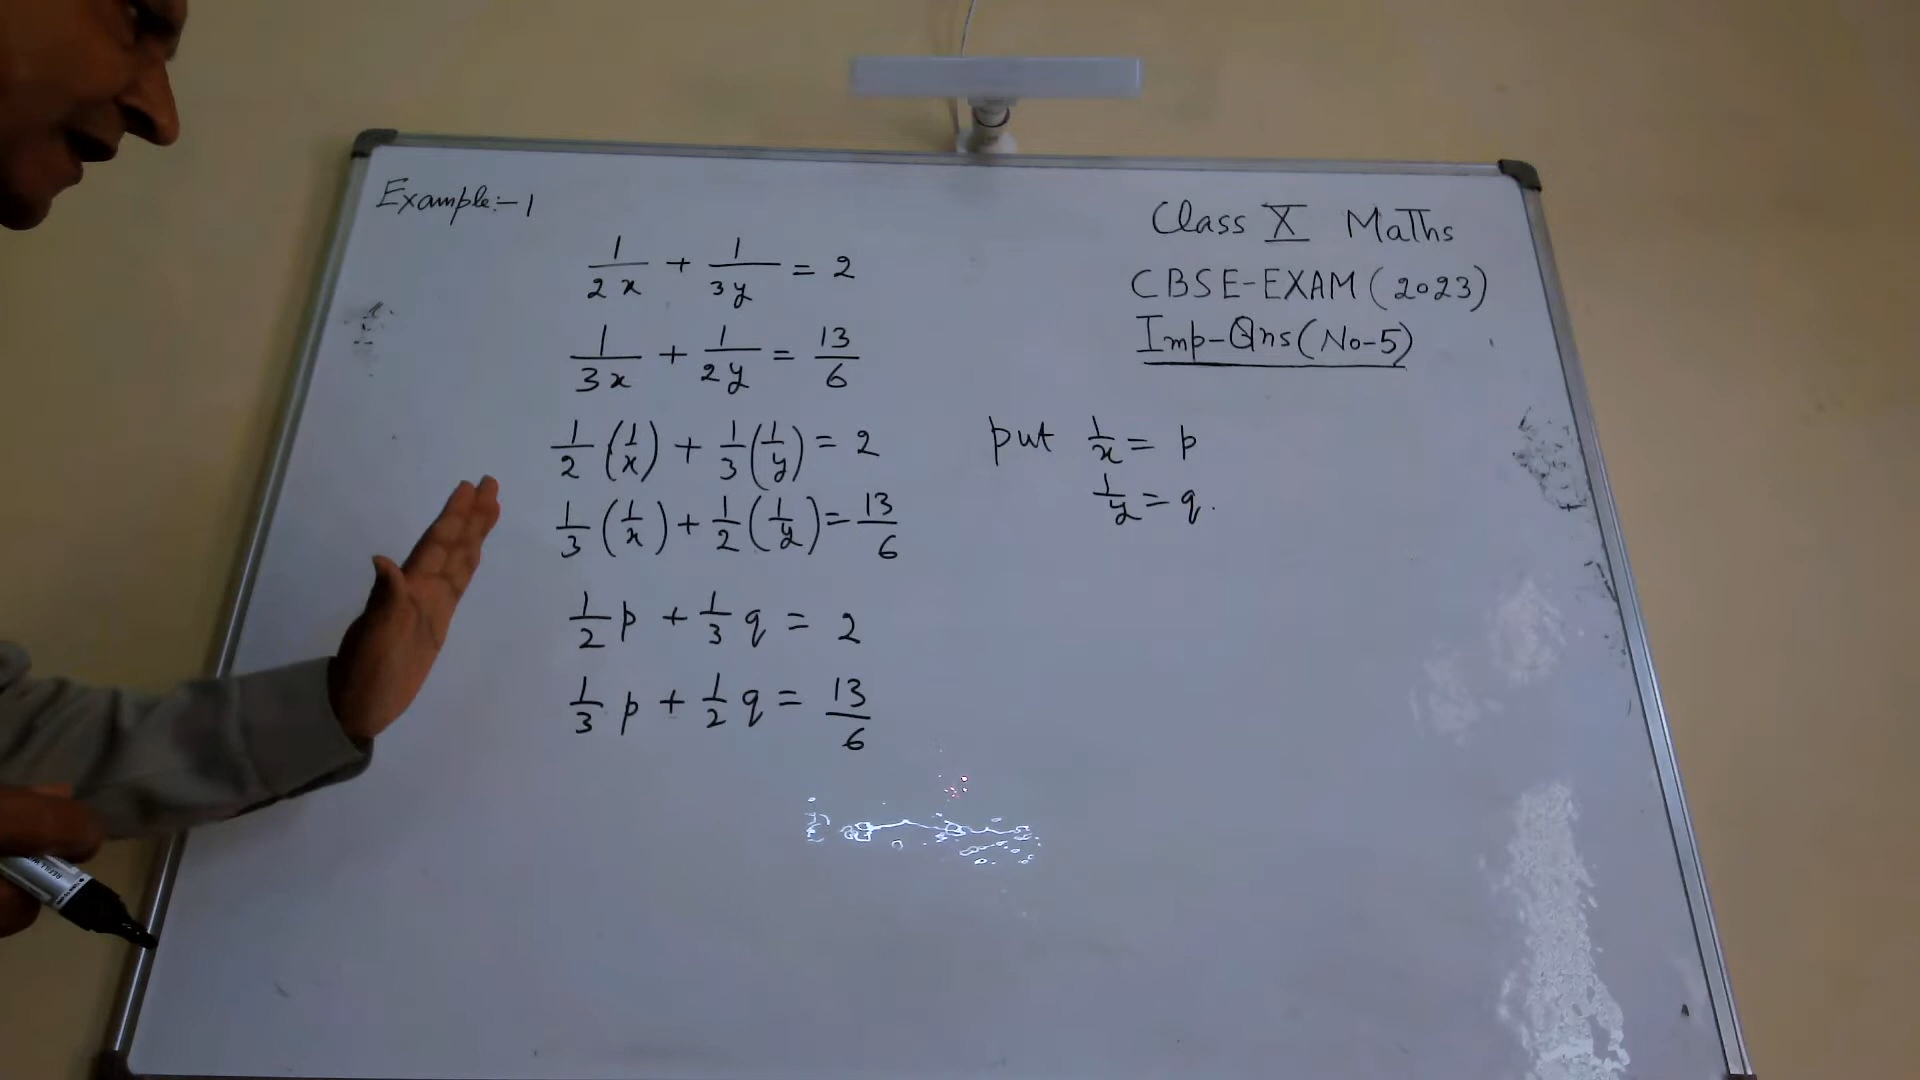 Example:- 1
Class X Maths
CBSE-EXAM (2023)
Imp-Qns (No-5)
1/2x + 1/3y = 2
1/3x + 1/2y = 13/6
1/2 (1/x) + 1/3 (1/y) = 2
put 1/x = p
1/3 (1/x) + 1/2 (1/y) = 13/6
1/y = q.
1/2 p + 1/3 q = 2
1/3 p + 1/2 q = 13/6